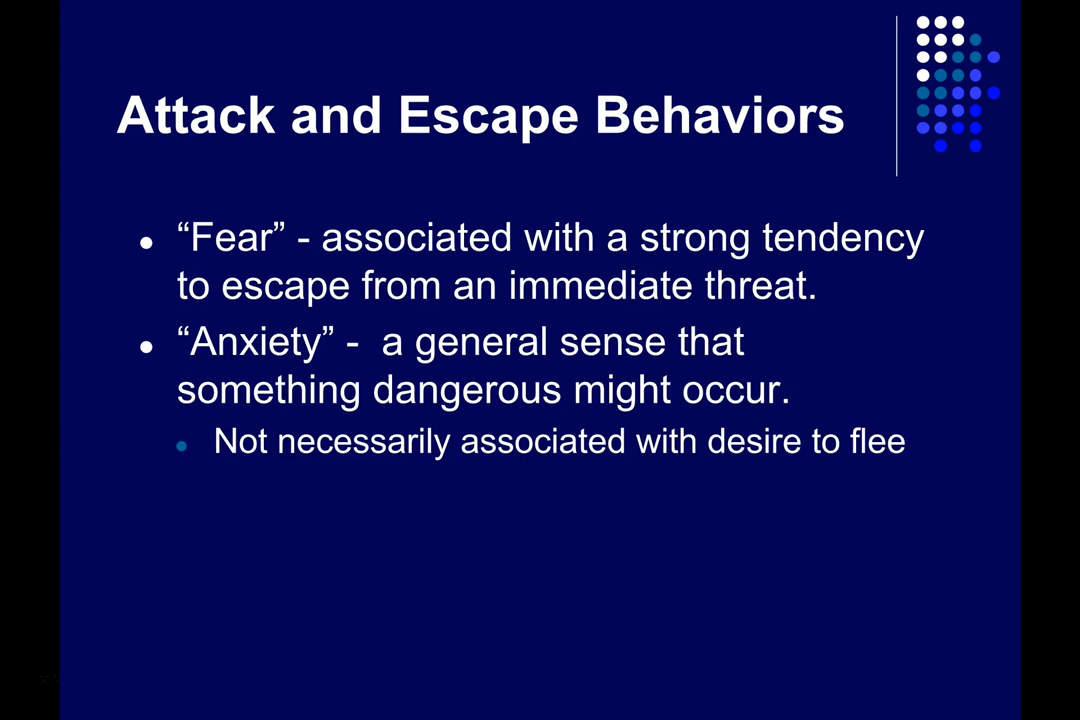 Attack and Escape Behaviors
● “Fear” - associated with a strong tendency
to escape from an immediate threat.
● “Anxiety” -  a general sense that
something dangerous might occur.
● Not necessarily associated with desire to flee